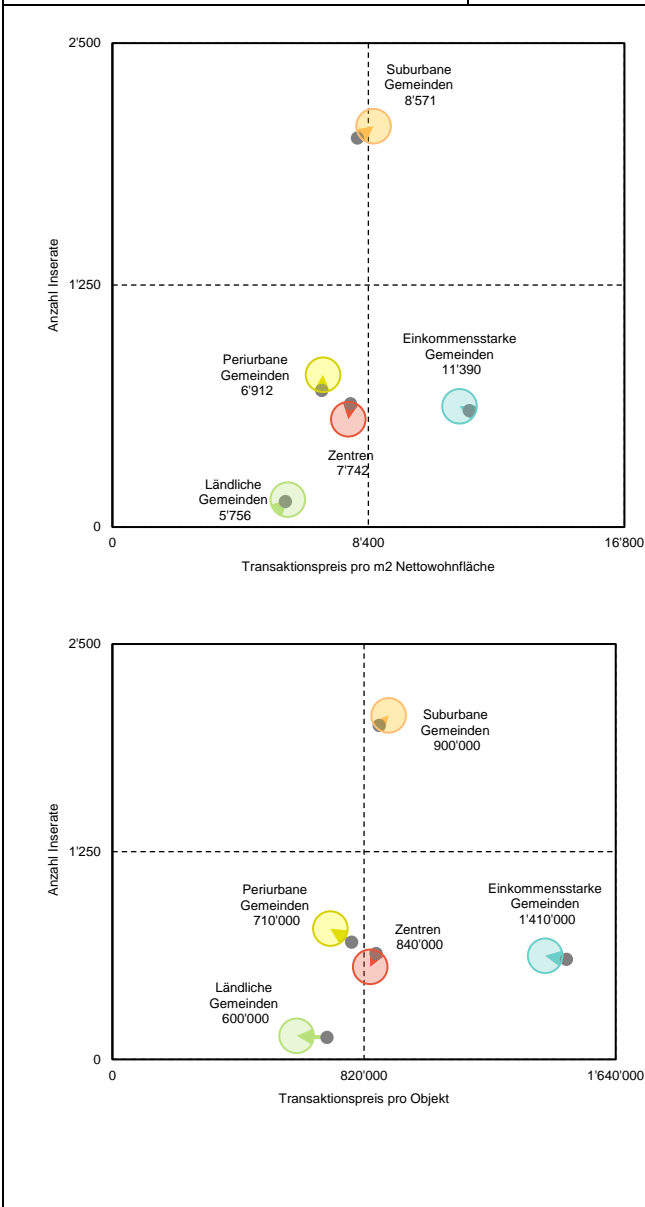 2'500
Suburbane
Gemeinden
8'571
Anzahl Inserate
1'250
Einkommensstarke
Gemeinden
11'390
Periurbane
Gemeinden
6'912
Zentren
7'742
Ländliche
Gemeinden
5'756
0
0
8'400
16'800
Transaktionspreis pro m2 Nettowohnfläche
2'500
Suburbane
Gemeinden
900'000
Anzahl Inserate
1'250
Periurbane
Gemeinden
710'000
Einkommensstarke
Gemeinden
1'410'000
Zentren
840'000
Ländliche
Gemeinden
600'000
0
0
820'000
1'640'000
Transaktionspreis pro Objekt